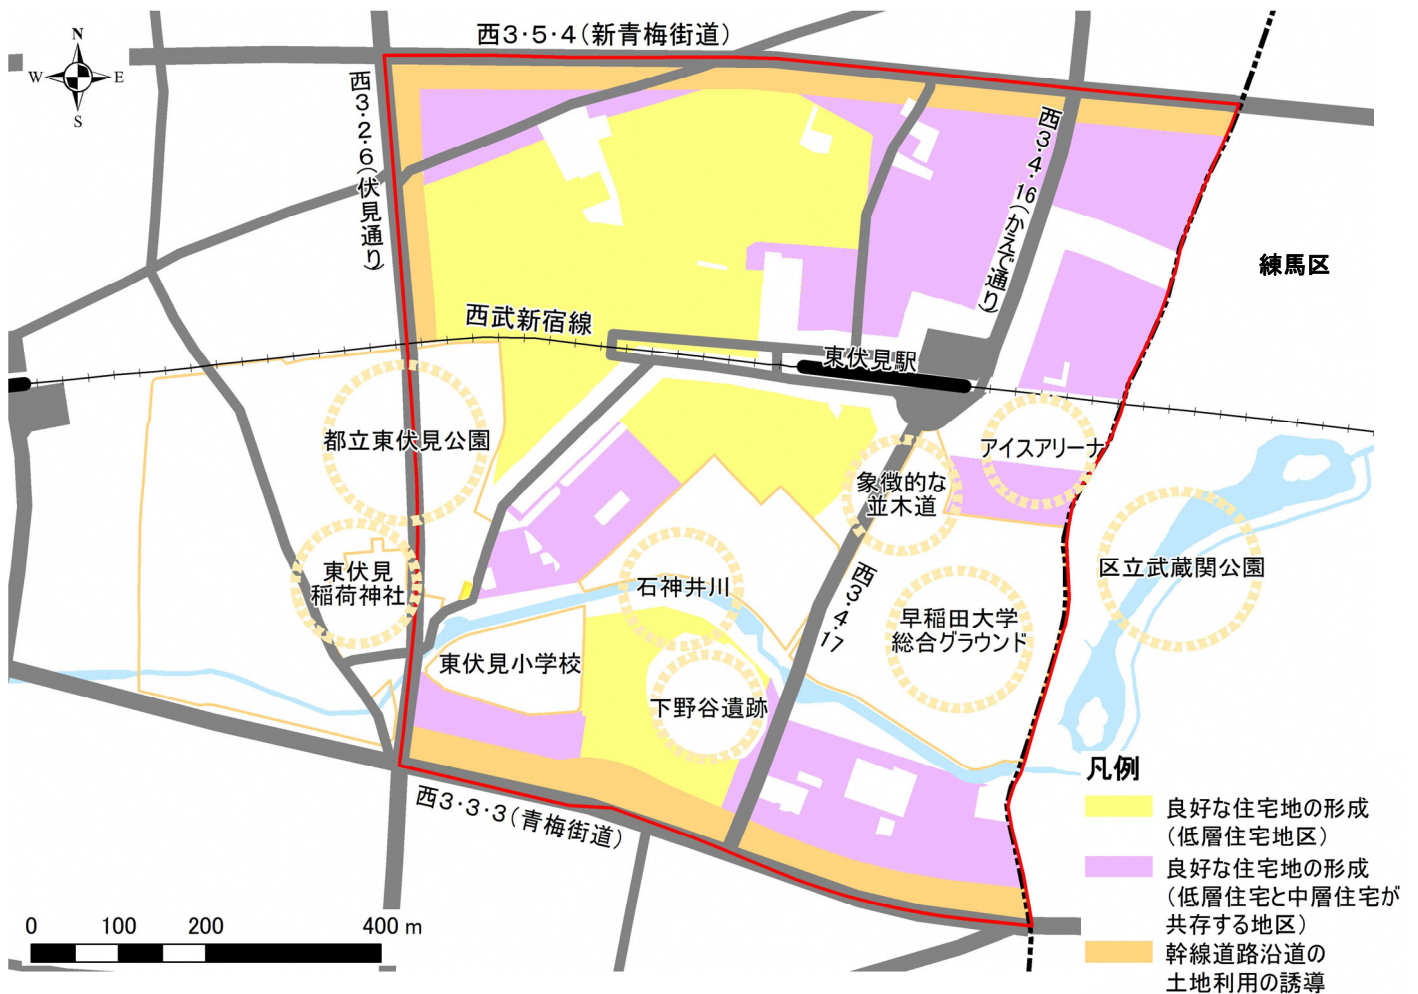 西3・5・4(新青梅街道)
N
W
E
S
西3・2・6(伏見通り)
西3・4・16(かえで通り)
練馬区
西武新宿線
東伏見駅
都立東伏見公園
アイスアリーナ
象徴的な
並木道
東伏見
稲荷神社
石神井川
区立武蔵関公園
西3・4・17
早稲田大学
総合グラウンド
東伏見小学校
下野谷遺跡
西3・3・3(青梅街道)
凡例
良好な住宅地の形成
(低層住宅地区)
良好な住宅地の形成
(低層住宅と中層住宅が
共存する地区)
幹線道路沿道の
土地利用の誘導
0 100 200 400 m